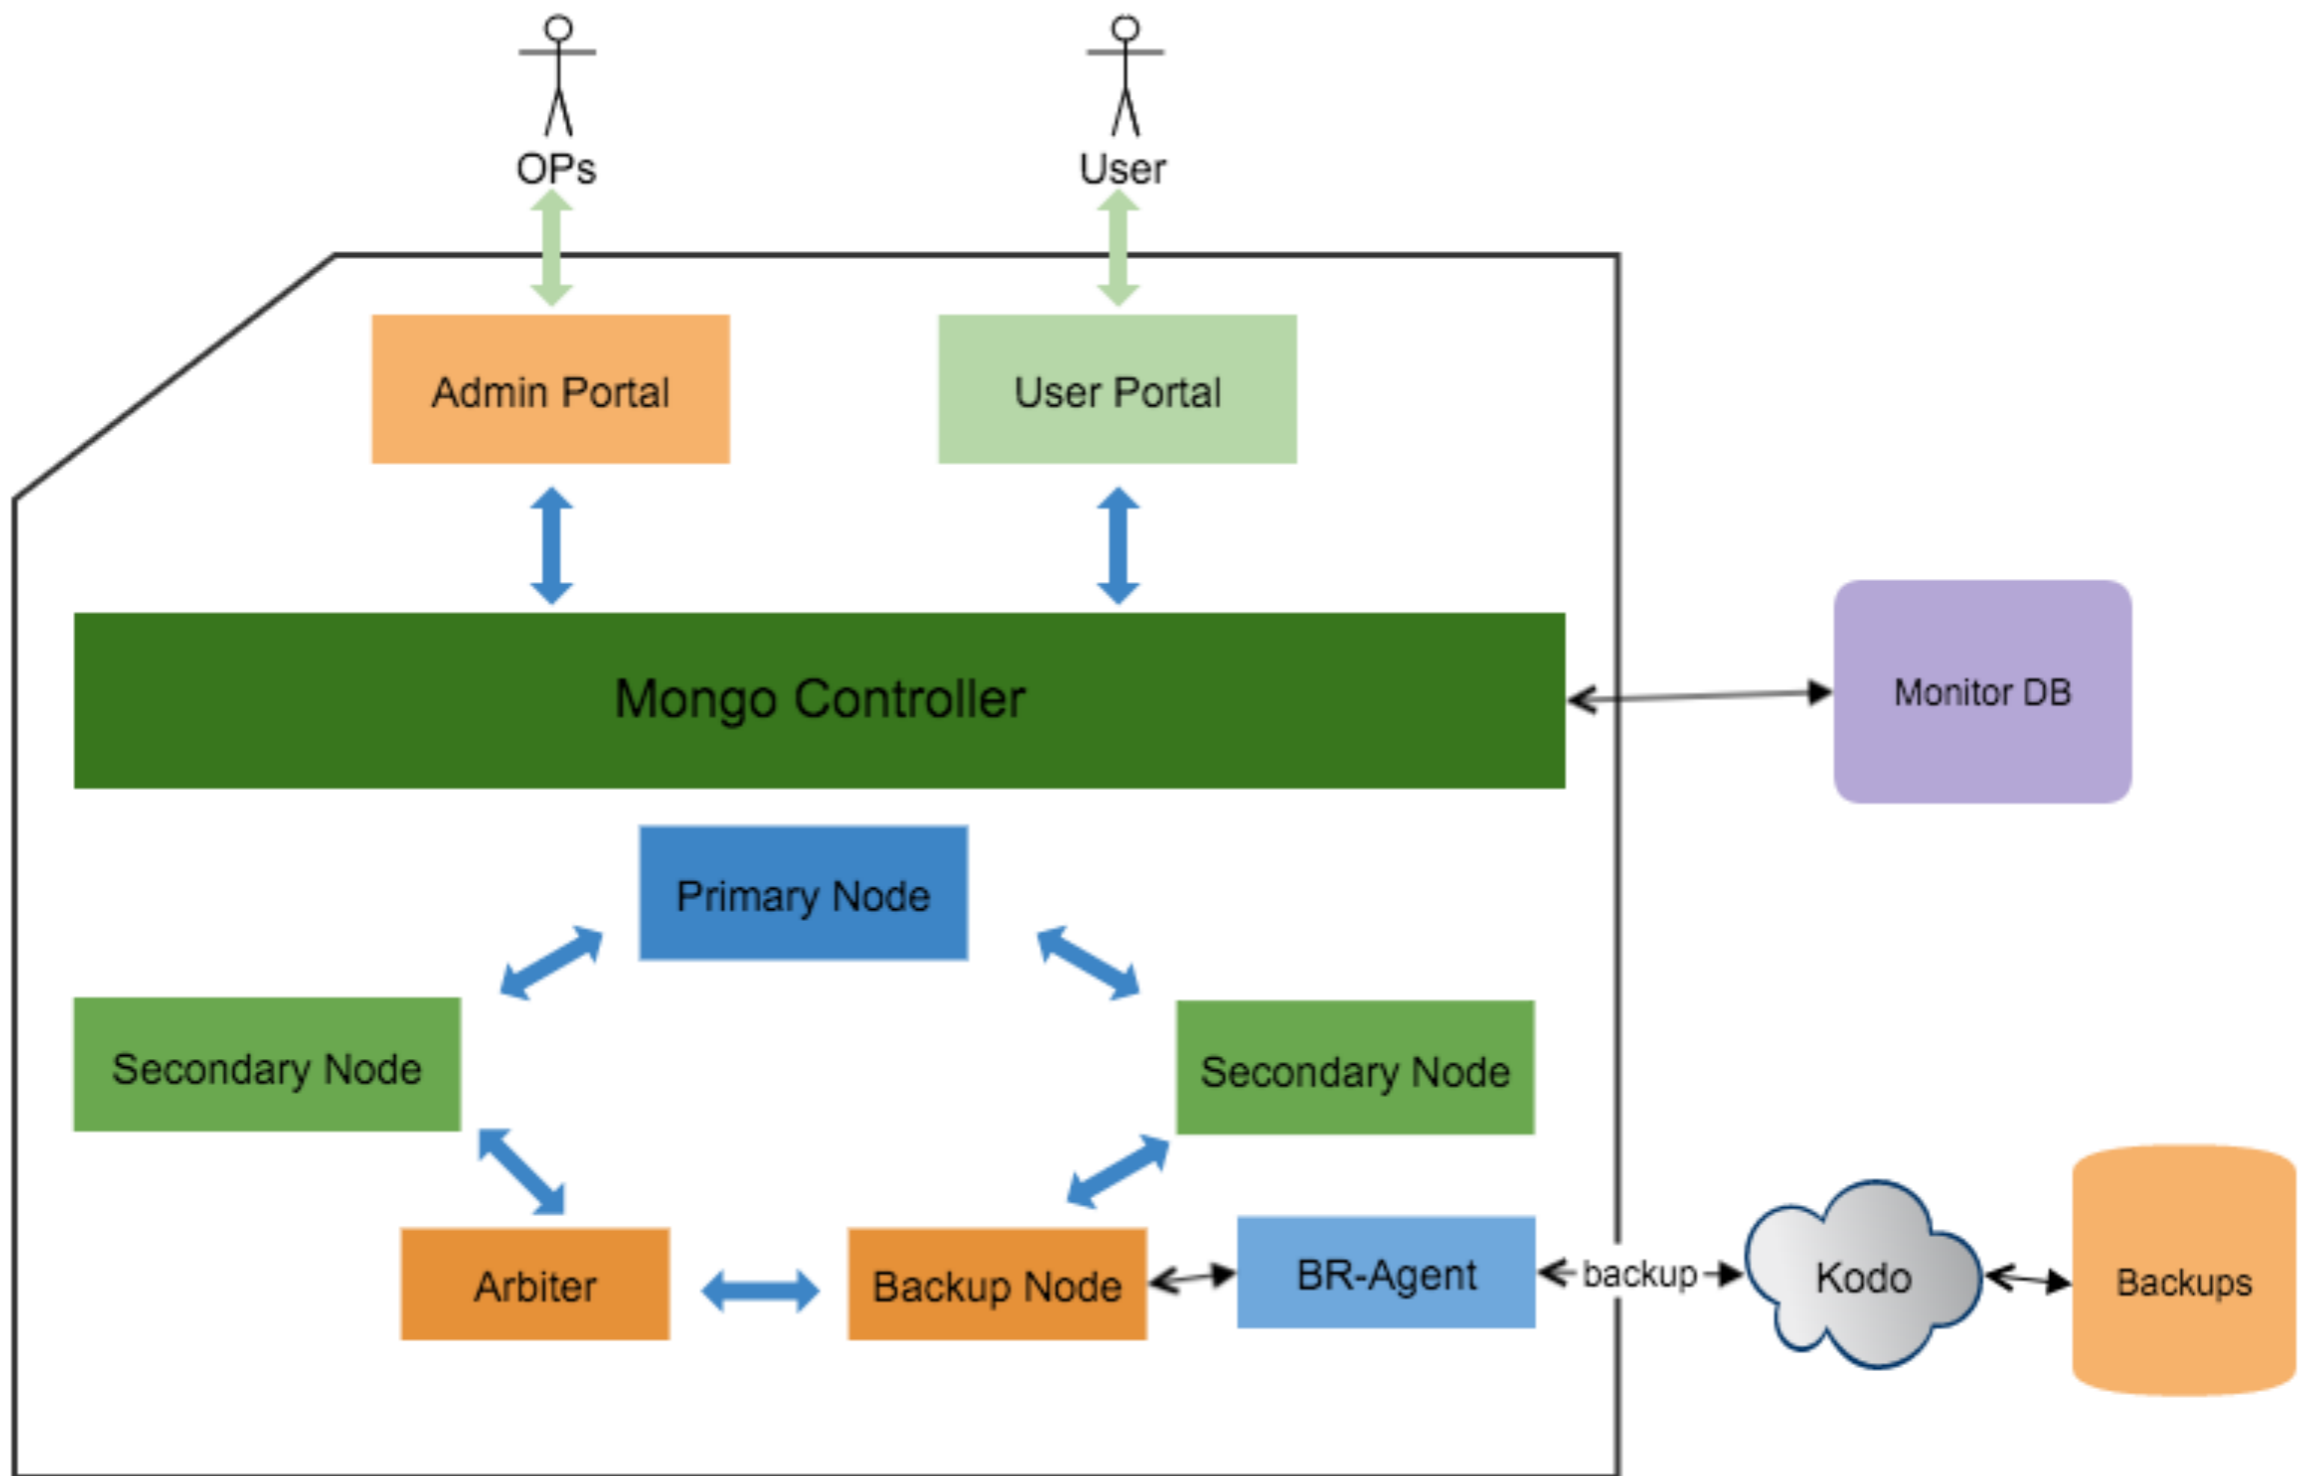 OPs
User
Admin Portal
User Portal
Mongo Controller
Monitor DB
Primary Node
Secondary Node
Secondary Node
Arbiter
Backup Node
BR-Agent
backup
Kodo
Backups